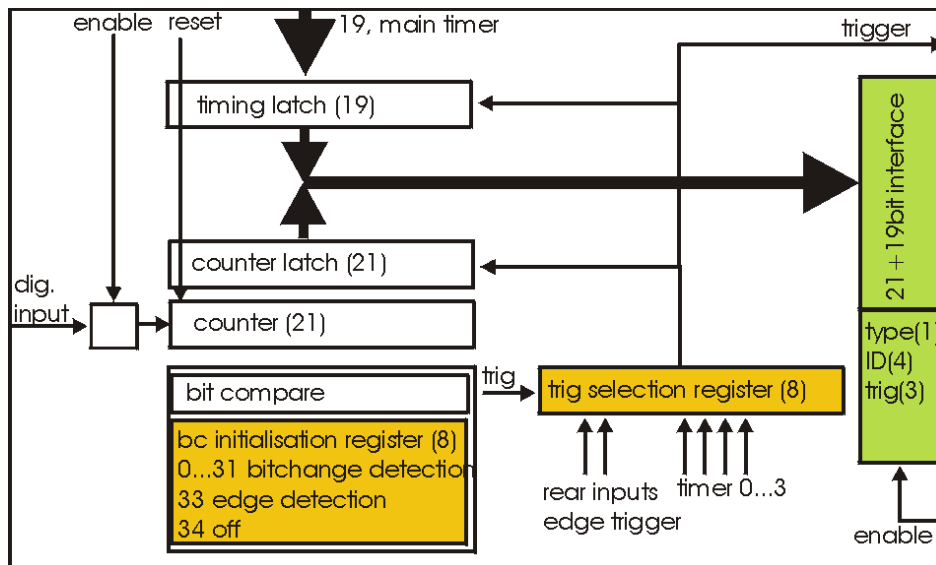 enable
reset
19, main timer
trigger
timing latch (19)
21+19bit interface
counter latch (21)
dig.
input
counter (21)
type(1)
ID(4)
trig(3)
bit compare
trig
trig selection register (8)
bc initialisation register (8)
0...31 bitchange detection
33 edge detection
34 off
rear inputs
edge trigger
timer 0...3
enable